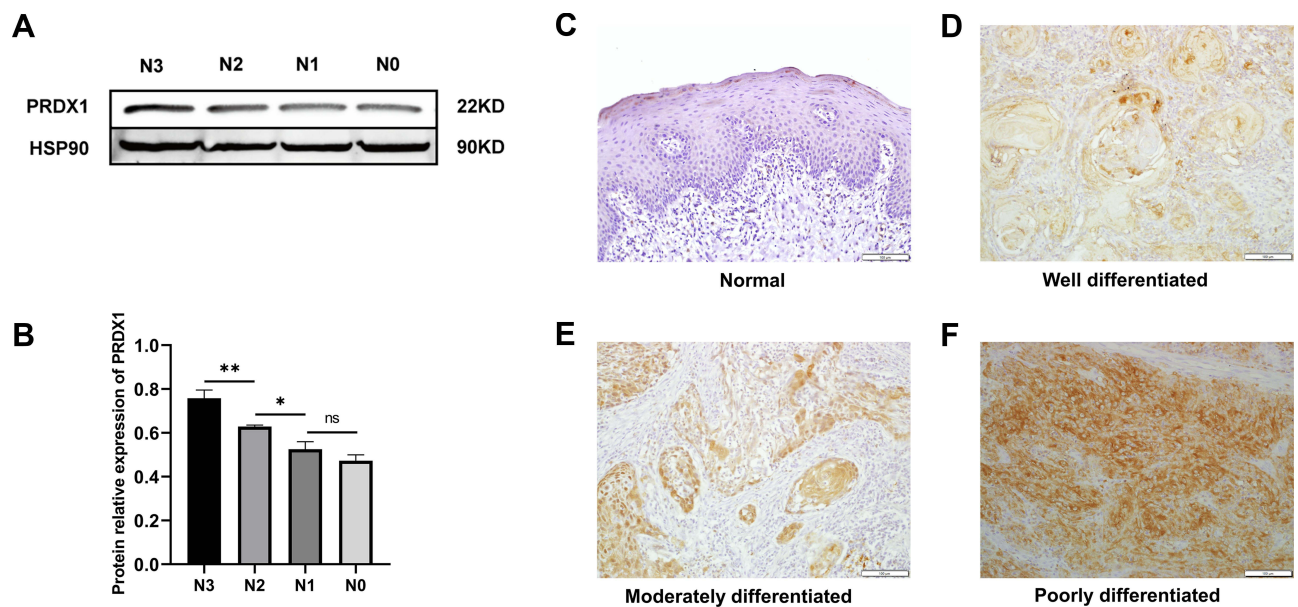 A
N3 N2 N1 N0
PRDX1 22KD
HSP90 90KD
B
Protein relative expression of PRDX1
1.0
0.8
0.6
0.4
0.2
0.0
**
*
ns
N3 N2 N1 N0
C
Normal
D
Well differentiated
E
Moderately differentiated
F
Poorly differentiated